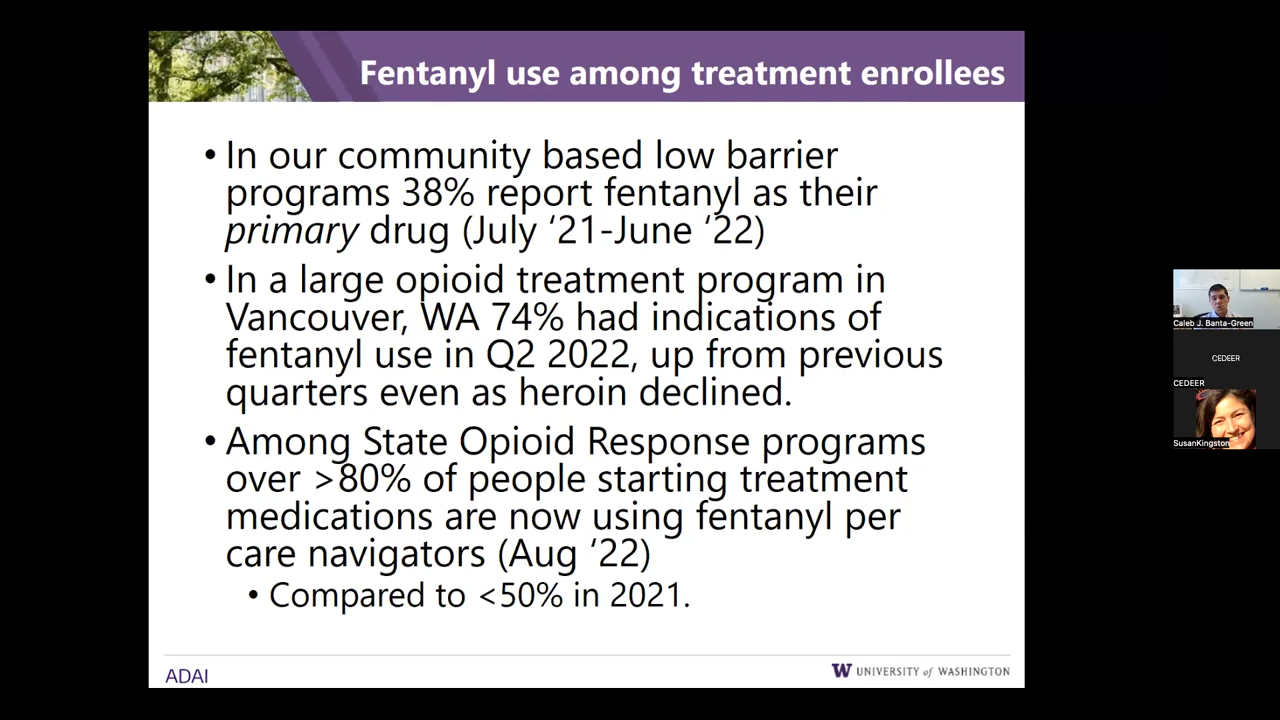 Fentanyl use among treatment enrollees
• In our community based low barrier
programs 38% report fentanyl as their
primary drug (July ‘21-June ‘22)
• In a large opioid treatment program in
Vancouver, WA 74% had indications of
fentanyl use in Q2 2022, up from previous
quarters even as heroin declined.
• Among State Opioid Response programs
over >80% of people starting treatment
medications are now using fentanyl per
care navigators (Aug ‘22)
• Compared to <50% in 2021.
ADAI
W UNIVERSITY of WASHINGTON
Caleb J. Banta-Green
CEDEER
CEDEER
SusanKingston